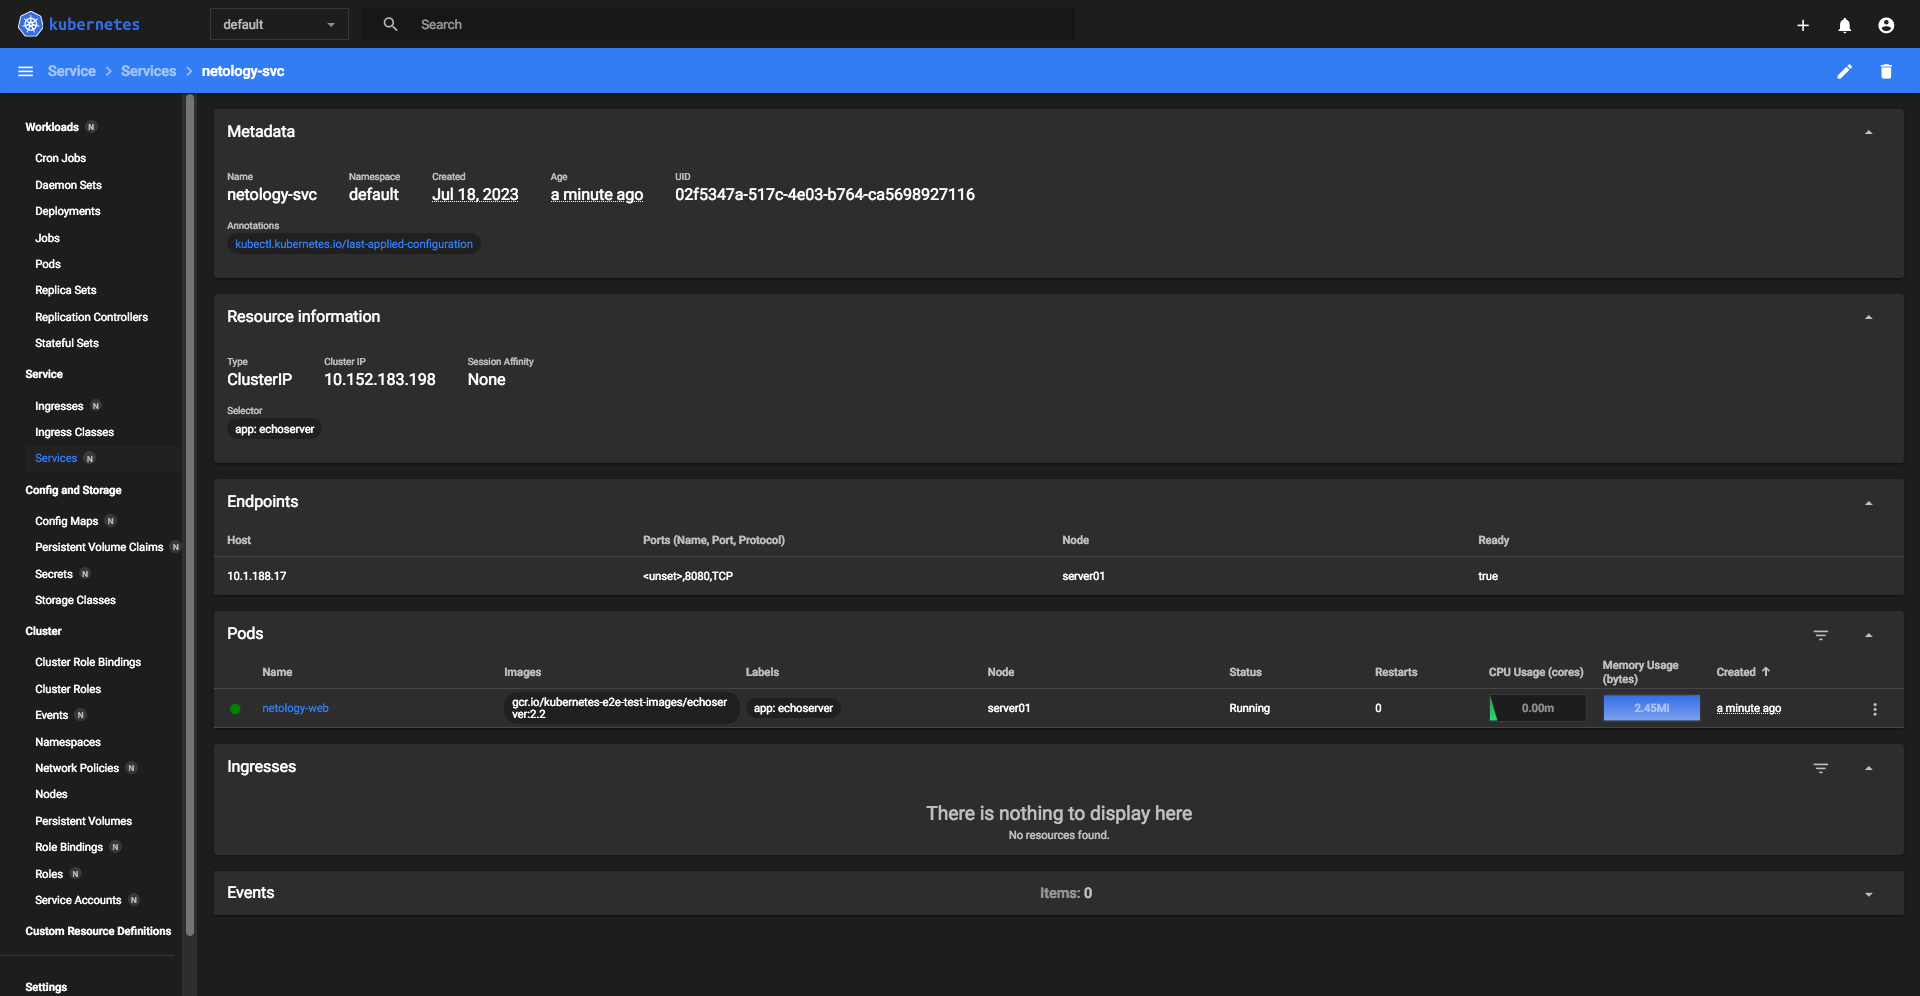 kubernetes
default
Search
Service
Services
netology-svc
Workloads N
Cron Jobs
Daemon Sets
Deployments
Jobs
Pods
Replica Sets
Replication Controllers
Stateful Sets
Service
Ingresses N
Ingress Classes
Services N
Config and Storage
Config Maps N
Persistent Volume Claims N
Secrets N
Storage Classes
Cluster
Cluster Role Bindings
Cluster Roles
Events N
Namespaces
Network Policies N
Nodes
Persistent Volumes
Role Bindings N
Roles N
Service Accounts N
Custom Resource Definitions
Settings
Metadata
Name Namespace Created Age UID
netology-svc default Jul 18, 2023 a minute ago 02f5347a-517c-4e03-b764-ca5698927116
Annotations
kubectl.kubernetes.io/last-applied-configuration
Resource information
Type Cluster IP Session Affinity
ClusterIP 10.152.183.198 None
Selector
app: echoserver
Endpoints
Host Ports (Name, Port, Protocol) Node Ready
10.1.188.17 <unset>,8080,TCP server01 true
Pods
Name Images Labels Node Status Restarts CPU Usage (cores) Memory Usage
(bytes) Created
netology-web gcr.io/kubernetes-e2e-test-images/echoser
ver:2.2 app: echoserver server01 Running 0 0.00m 2.45Mi a minute ago
Ingresses
There is nothing to display here
No resources found.
Events Items: 0